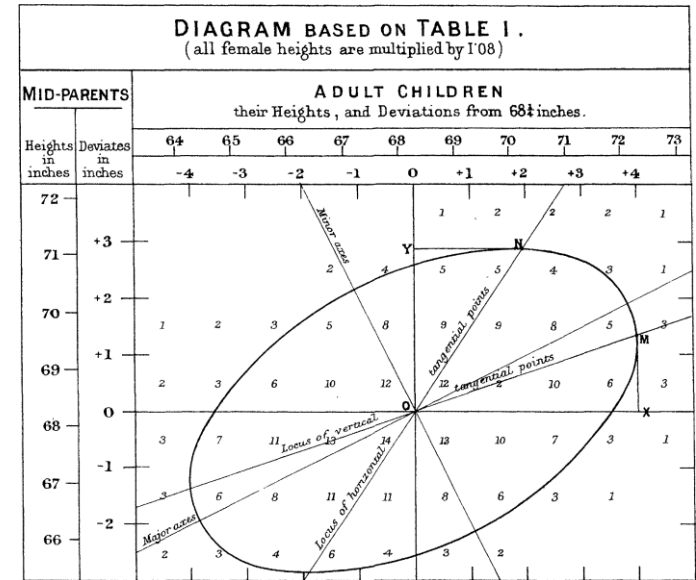 DIAGRAM BASED ON TABLE I.
(all female heights are multiplied by 1·08)
MID-PARENTS
ADULT CHILDREN
their Heights, and Deviations from 68¼ inches.
Heights in inches
Deviates in inches
64 65 66 67 68 69 70 71 72 73
-4 -3 -2 -1 0 +1 +2 +3 +4
72
1 2 2 2 1
Minor axes
71 +3
Y N
2 4 5 5 4 3 1
+2
70
1 2 3 5 8 9 9 8 5 3
tangential points
M
+1
69
tangential points
2 3 6 10 12 12 2 10 6 3
0
O X
68
Locus of vertical
3 7 11 13 14 13 10 7 3 1
-1
67
Locus of horizontal
3 6 8 11 11 8 6 3 1
Major axes
-2
66
2 3 4 6 4 3 2